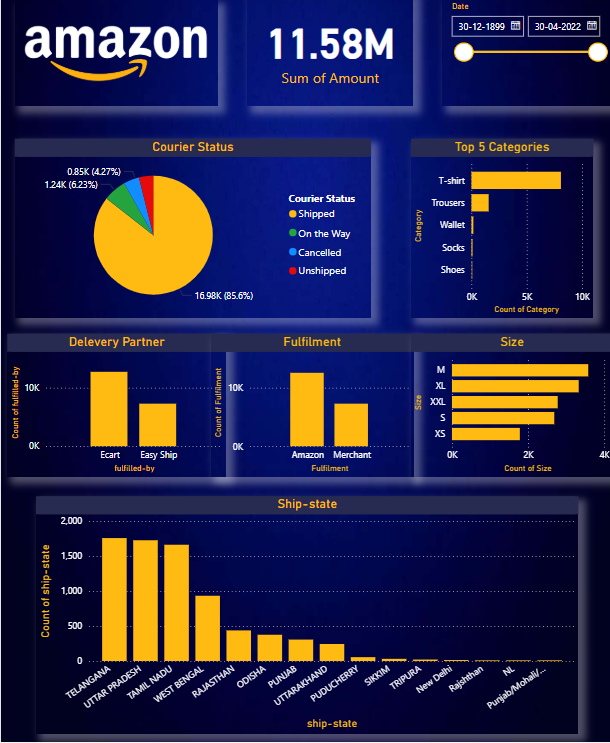 amazon
11.58M
Sum of Amount
Date
30-12-1899
30-04-2022
Courier Status
0.85K (4.27%)
1.24K (6.23%)
16.98K (85.6%)
Courier Status
Shipped
On the Way
Cancelled
Unshipped
Top 5 Categories
Category
T-shirt
Trousers
Wallet
Socks
Shoes
0K 5K 10K
Count of Category
Delevery Partner
Count of fulfilled-by
10K
0K
Ecart Easy Ship
fulfilled-by
Fulfilment
Count of Fulfilment
10K
0K
Amazon Merchant
Fulfilment
Size
Size
M
XL
XXL
S
XS
0K 2K 4K
Count of Size
Ship-state
Count of ship-state
2,000
1,500
1,000
500
0
TELANGANA
UTTAR PRADESH
TAMIL NADU
WEST BENGAL
RAJASTHAN
ODISHA
PUNJAB
UTTARAKHAND
PUDUCHERRY
SIKKIM
TRIPURA
New Delhi
Rajshthan
NL
Punjab/Mohali/...
ship-state